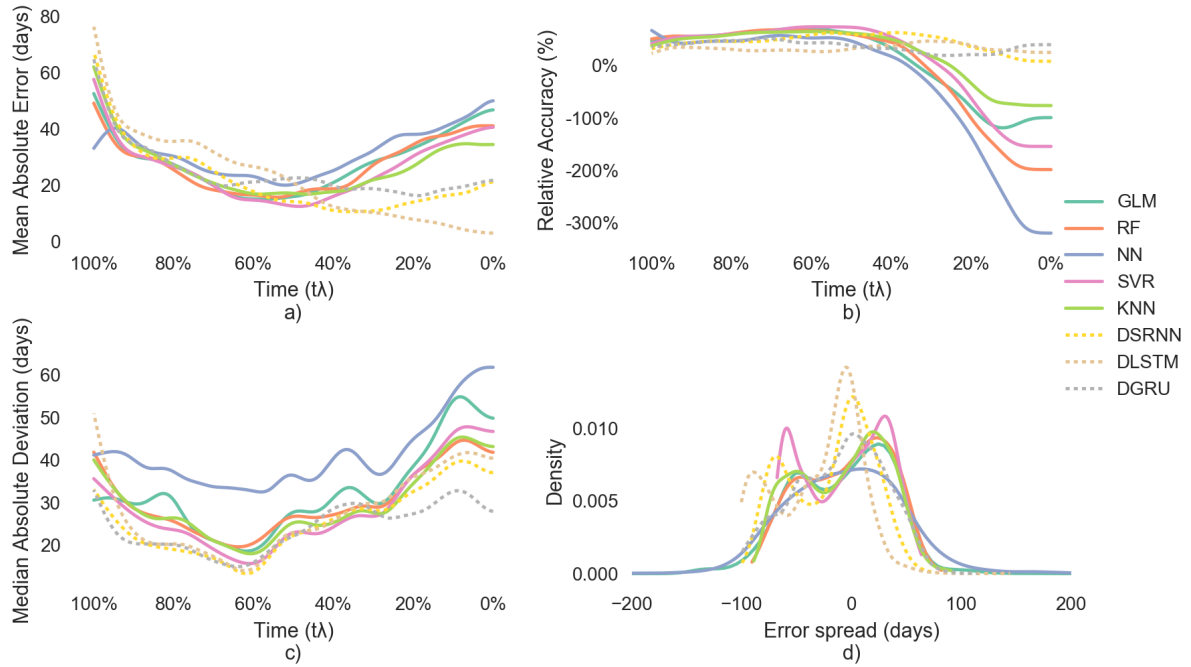 80
60
40
20
0
Mean Absolute Error (days)
100% 80% 60% 40% 20% 0%
Time (tλ)
a)
0%
-100%
-200%
-300%
Relative Accuracy (%)
100% 80% 60% 40% 20% 0%
Time (tλ)
b)
GLM
RF
NN
SVR
KNN
DSRNN
DLSTM
DGRU
60
50
40
30
20
Median Absolute Deviation (days)
100% 80% 60% 40% 20% 0%
Time (tλ)
c)
0.010
0.005
0.000
Density
−200 −100 0 100 200
Error spread (days)
d)